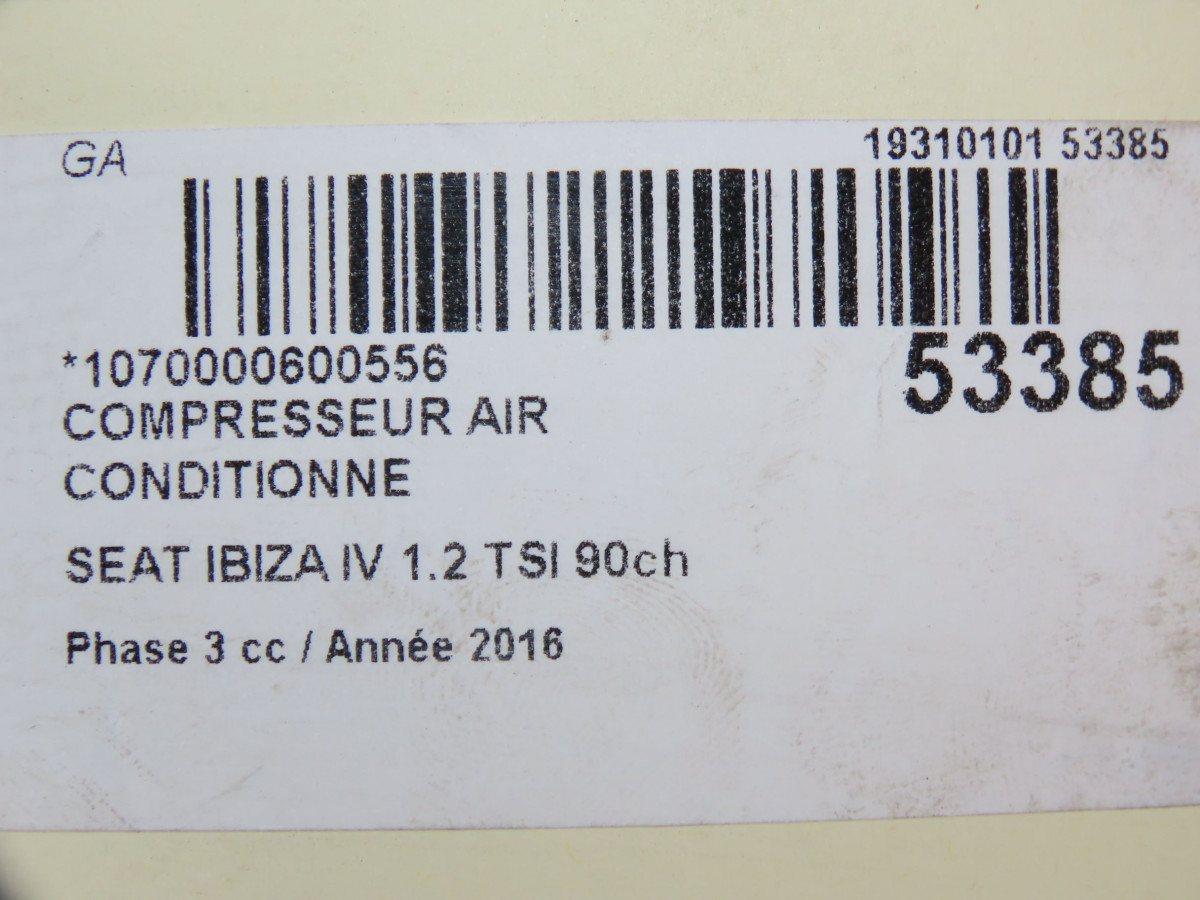 GA
19310101 53385
*1070000600556
53385
COMPRESSEUR AIR
CONDITIONNE
SEAT IBIZA IV 1.2 TSI 90ch
Phase 3 cc / Année 2016